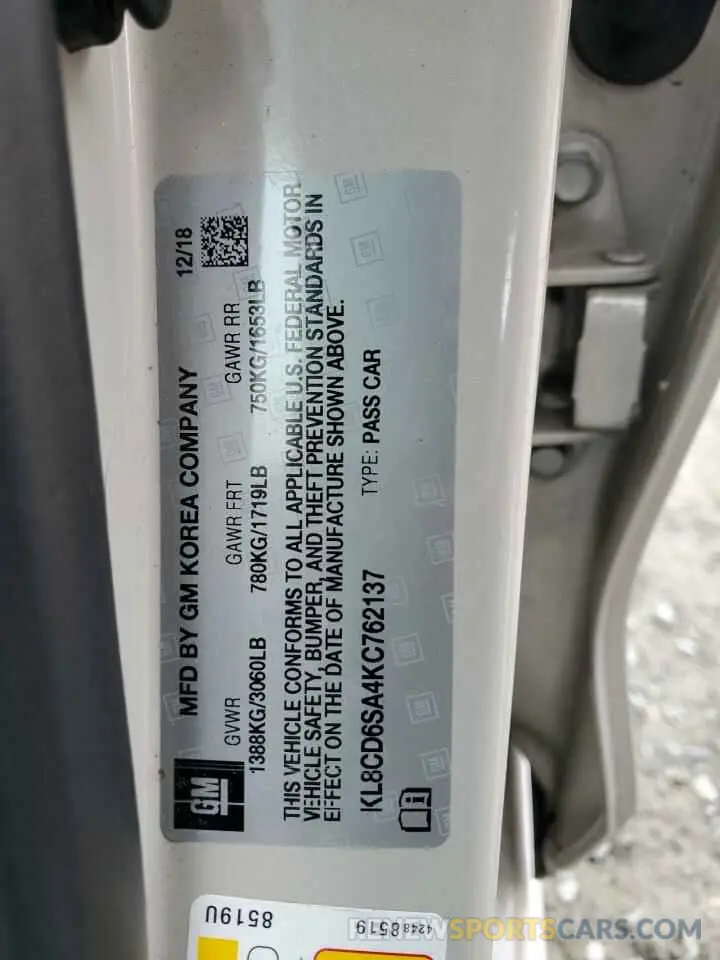 MFD BY GM KOREA COMPANY 12/18
GM
GVWR GAWR FRT GAWR RR
1388KG/3060LB 780KG/1719LB 750KG/1653LB
THIS VEHICLE CONFORMS TO ALL APPLICABLE U.S. FEDERAL MOTOR
VEHICLE SAFETY, BUMPER, AND THEFT PREVENTION STANDARDS IN
EFFECT ON THE DATE OF MANUFACTURE SHOWN ABOVE.
KL8CD6SA4KC762137 TYPE: PASS CAR
8519U
42488519
NEWSPORTSCARS.COM